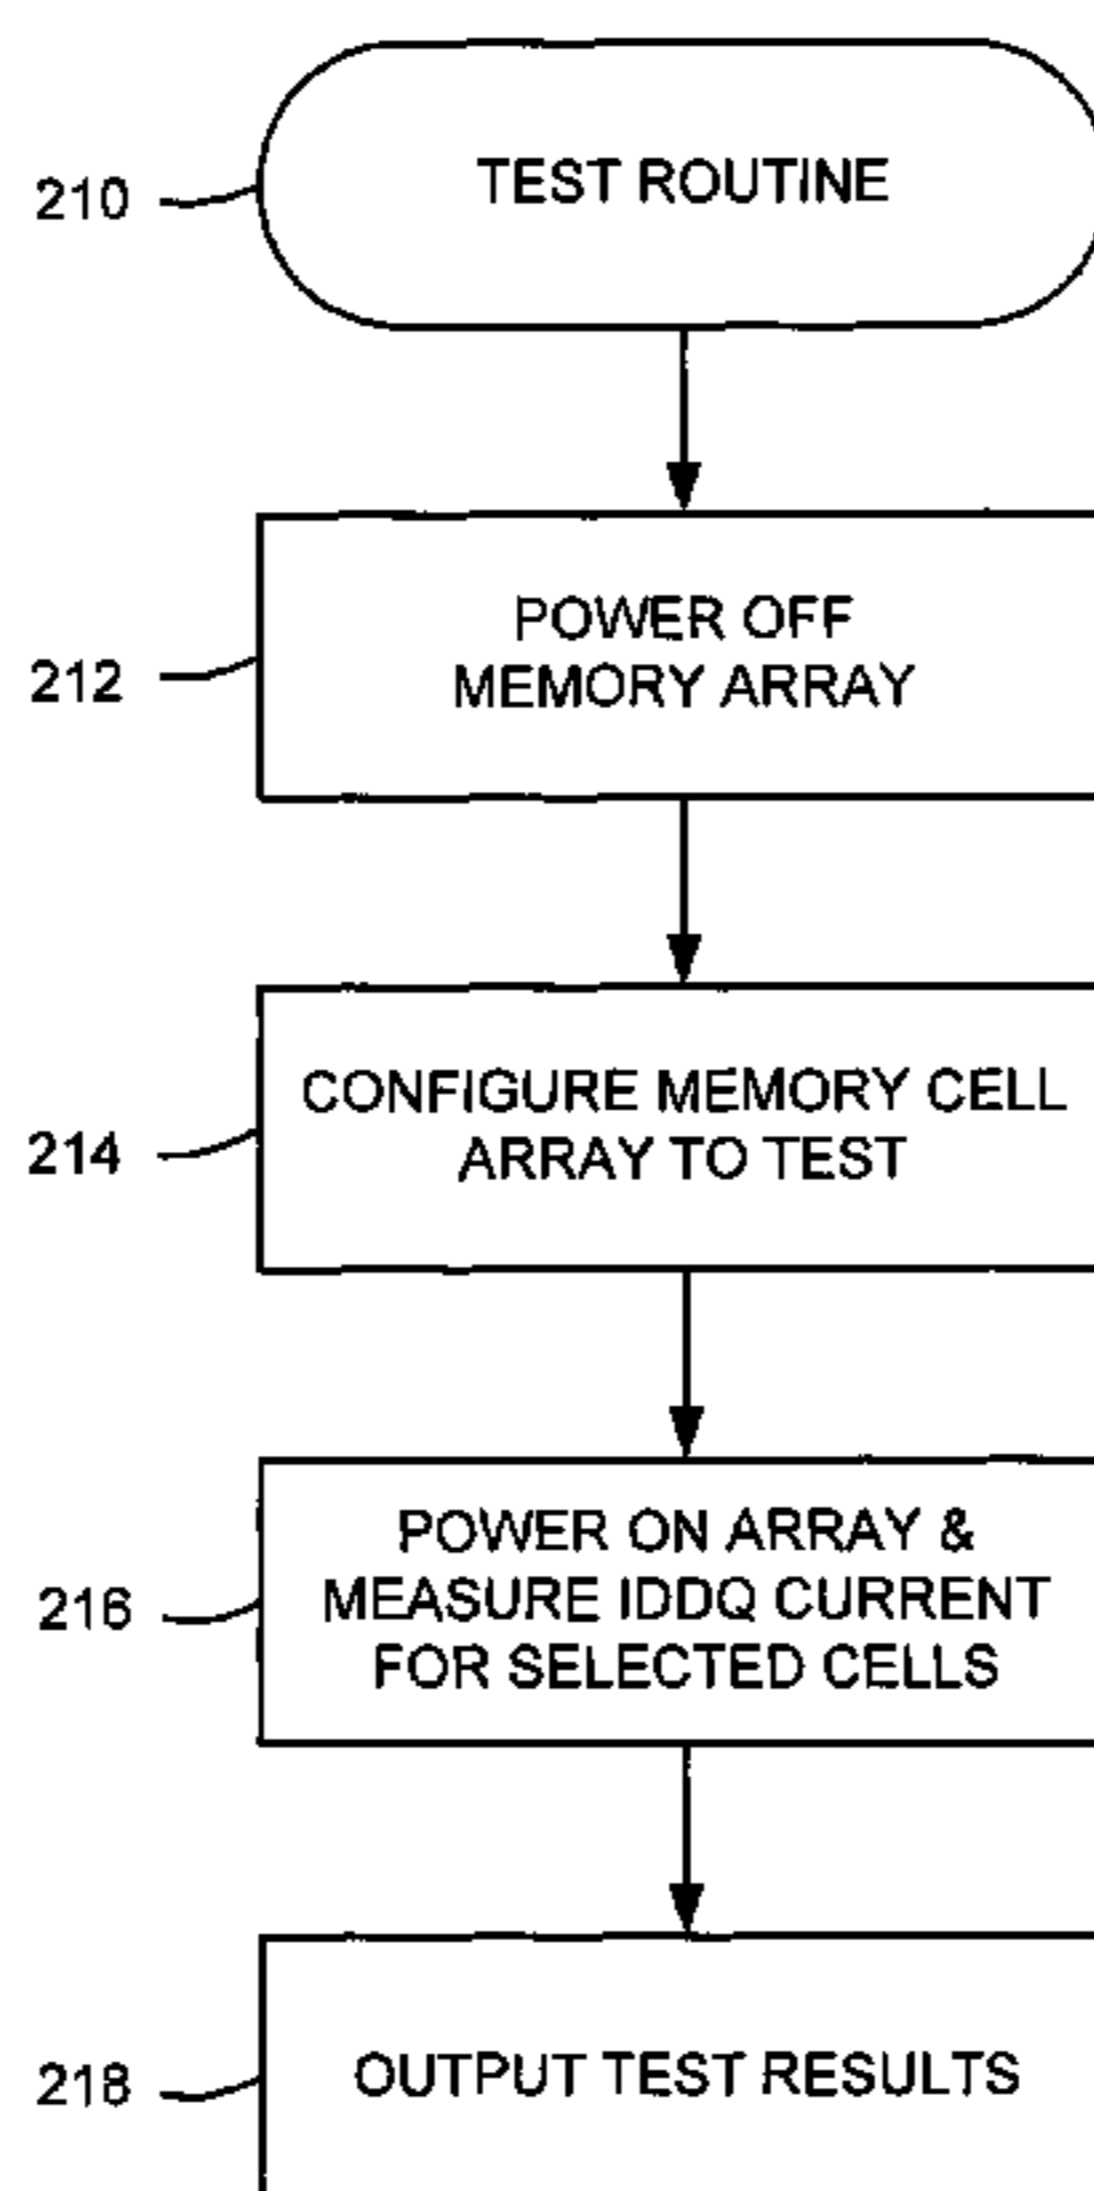 210
TEST ROUTINE
212
POWER OFF
MEMORY ARRAY
214
CONFIGURE MEMORY CELL
ARRAY TO TEST
216
POWER ON ARRAY &
MEASURE IDDQ CURRENT
FOR SELECTED CELLS
218
OUTPUT TEST RESULTS